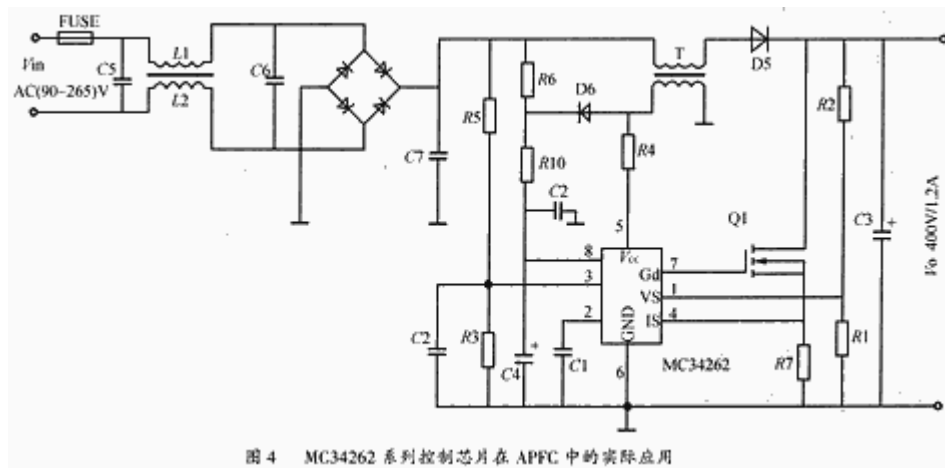 FUSE
L1
Vin
C5
C6
AC(90~265)V
L2
R6
T
D5
D6
R5
R2
C7
R10
R4
C2
Q1
C3
+
Vo 400V/1.2A
5
8
Vcc
Gd
7
3
VS
1
2
IS
4
GND
C2
R3
C4
+
C1
6
MC34262
R7
R1
图 4 MC34262 系列控制芯片在 APFC 中的实际应用